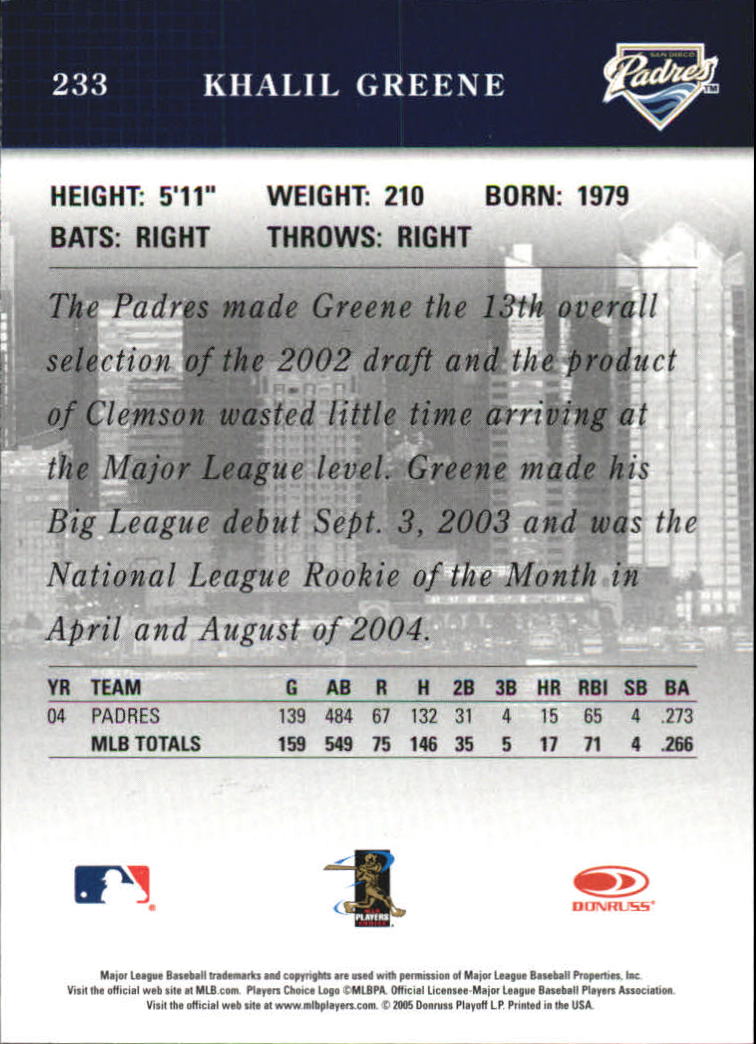 233 KHALIL GREENE
SAN DIEGO
Padres TM
HEIGHT: 5'11" WEIGHT: 210 BORN: 1979
BATS: RIGHT THROWS: RIGHT
The Padres made Greene the 13th overall
selection of the 2002 draft and the product
of Clemson wasted little time arriving at
the Major League level. Greene made his
Big League debut Sept. 3, 2003 and was the
National League Rookie of the Month in
April and August of 2004.
YR TEAM G AB R H 2B 3B HR RBI SB BA
04 PADRES 139 484 67 132 31 4 15 65 4 .273
MLB TOTALS 159 549 75 146 35 5 17 71 4 .266
PLAYERS
DONRUSS®
Major League Baseball trademarks and copyrights are used with permission of Major League Baseball Properties, Inc.
Visit the official web site at MLB.com. Players Choice Logo ©MLBPA. Official Licensee-Major League Baseball Players Association.
Visit the official web site at www.mlbplayers.com. © 2005 Donruss Playoff L.P. Printed in the USA.